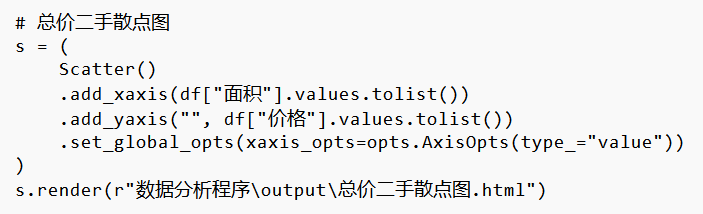 # 总价二手散点图
s = (
    Scatter()
    .add_xaxis(df["面积"].values.tolist())
    .add_yaxis("", df["价格"].values.tolist())
    .set_global_opts(xaxis_opts=opts.AxisOpts(type_="value"))
)
s.render(r"数据分析程序\output\总价二手散点图.html")